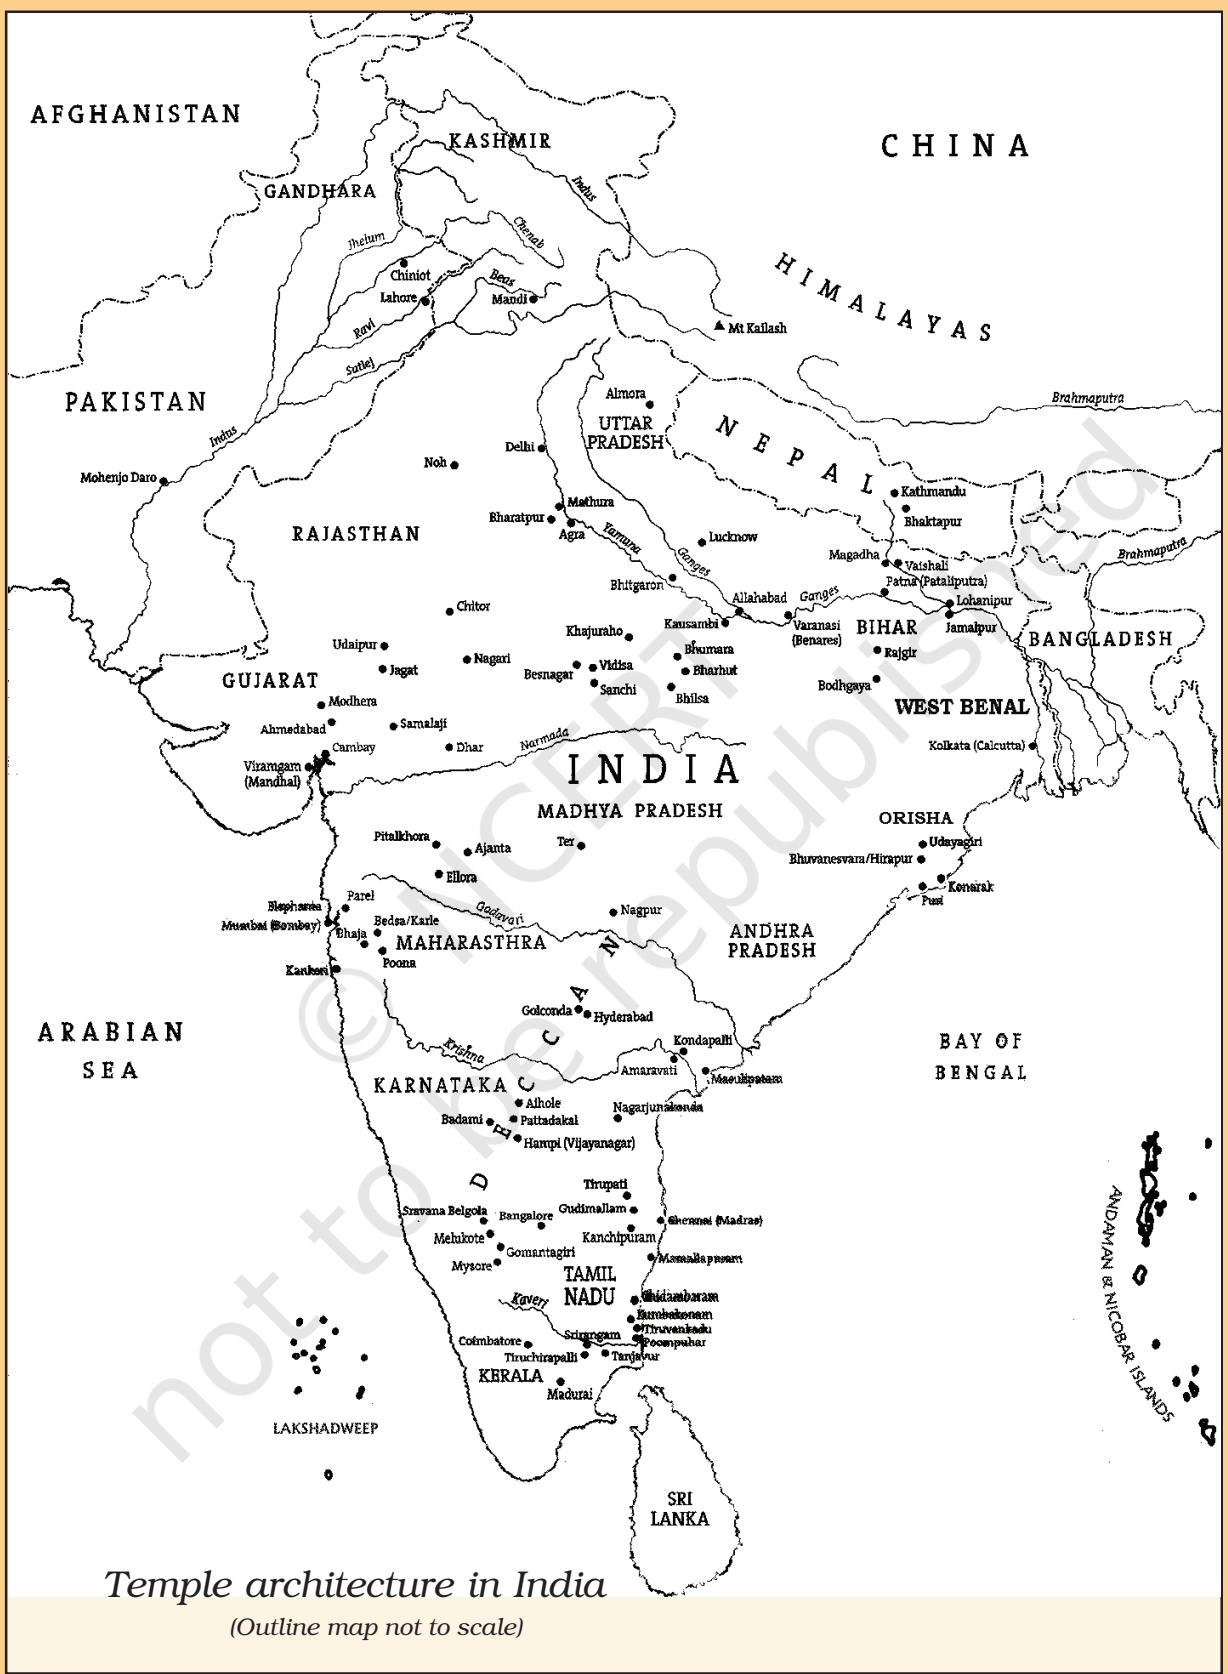 AFGHANISTAN
CHINA
KASHMIR
GANDHARA
Indus
Jhelum
Chenab
Chiniot
Beas
Lahore
Mandi
HIMALAYAS
Ravi
Mt Kailash
Sutlej
PAKISTAN
Almora
Brahmaputra
UTTAR
PRADESH
NEPAL
Indus
Delhi
Noh
Mohenjo Daro
Kathmandu
Mathura
Bharatpur
Bhaktapur
RAJASTHAN
Agra
Yamuna
Lucknow
Ganges
Magadha
Brahmaputra
Vaishali
Bhitgaron
Patna (Pataliputra)
Allahabad
Ganges
Lohanipur
Chitor
Kausambi
Varanasi
(Benares)
BIHAR
Jamalpur
Khajuraho
BANGLADESH
Udaipur
Bhumara
Rajgir
Nagari
Vidisa
Jagat
Besnagar
Bharhut
GUJARAT
Sanchi
Bodhgaya
Bhilsa
Modhera
WEST BENAL
Ahmedabad
Samalaji
Cambay
Dhar
Narmada
Kolkata (Calcutta)
Viramgam
(Mandhal)
INDIA
MADHYA PRADESH
ORISHA
Pitalkhora
Ajanta
Ter
Udayagiri
Bhuvanesvara/Hirapur
Ellora
Konarak
Parel
Puri
Elephanta
Godavari
Nagpur
Mumbai (Bombay)
Bedsa/Karle
Bhaja
MAHARASTHRA
ANDHRA
PRADESH
Poona
Kanheri
DECCAN
Golconda
Hyderabad
ARABIAN
SEA
Krishna
Kondapalli
BAY OF
BENGAL
Amaravati
Masulipatam
KARNATAKA
Aihole
Nagarjunakonda
Badami
Pattadakal
Hampi (Vijayanagar)
Tirupati
Sravana Belgola
Bangalore
Gudimallam
Chennai (Madras)
Melukote
Kanchipuram
Gomantagiri
Mamallapuram
Mysore
TAMIL
NADU
ANDAMAN & NICOBAR ISLANDS
Kaveri
Chidambaram
Kumbakonam
Tiruvenkadu
Srirangam
Poompuhar
Coimbatore
Tiruchirapalli
Tanjavur
KERALA
Madurai
LAKSHADWEEP
SRI
LANKA
© NCERT
not to be republished
Temple architecture in India
(Outline map not to scale)